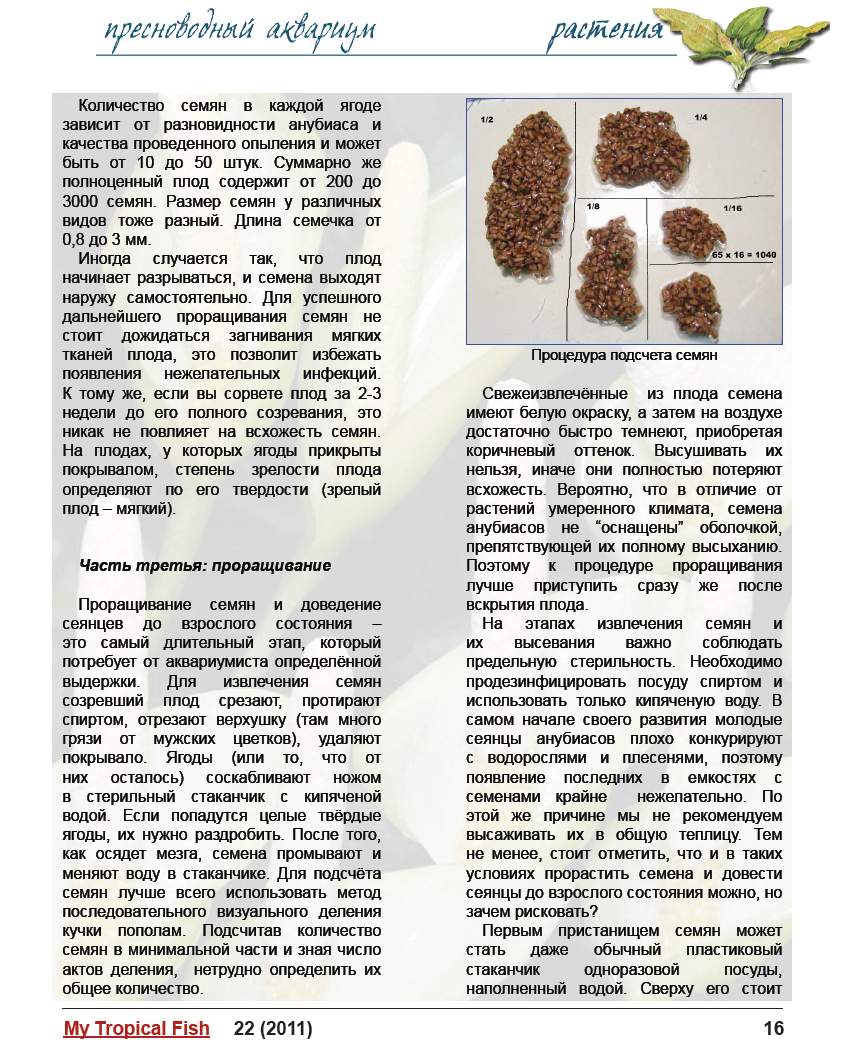 пресноводный аквариум
растения
Количество семян в каждой ягоде
зависит от разновидности анубиаса и
качества проведенного опыления и может
быть от 10 до 50 штук. Суммарно же
полноценный плод содержит от 200 до
3000 семян. Размер семян у различных
видов тоже разный. Длина семечка от
0,8 до 3 мм.
Иногда случается так, что плод
начинает разрываться, и семена выходят
наружу самостоятельно. Для успешного
дальнейшего проращивания семян не
стоит дожидаться загнивания мягких
тканей плода, это позволит избежать
появления нежелательных инфекций.
К тому же, если вы сорвете плод за 2-3
недели до его полного созревания, это
никак не повлияет на всхожесть семян.
На плодах, у которых ягоды прикрыты
покрывалом, степень зрелости плода
определяют по его твердости (зрелый
плод – мягкий).
Часть третья: проращивание
Проращивание семян и доведение
сеянцев до взрослого состояния –
это самый длительный этап, который
потребует от аквариумиста определённой
выдержки. Для извлечения семян
созревший плод срезают, протирают
спиртом, отрезают верхушку (там много
грязи от мужских цветков), удаляют
покрывало. Ягоды (или то, что от
них осталось) соскабливают ножом
в стерильный стаканчик с кипяченой
водой. Если попадутся целые твёрдые
ягоды, их нужно раздробить. После того,
как осядет мезга, семена промывают и
меняют воду в стаканчике. Для подсчёта
семян лучше всего использовать метод
последовательного визуального деления
кучки пополам. Подсчитав количество
семян в минимальной части и зная число
актов деления, нетрудно определить их
общее количество.
1/2
1/4
1/8
1/16
65 x 16 = 1040
Процедура подсчета семян
Свежеизвлечённые из плода семена
имеют белую окраску, а затем на воздухе
достаточно быстро темнеют, приобретая
коричневый оттенок. Высушивать их
нельзя, иначе они полностью потеряют
всхожесть. Вероятно, что в отличие от
растений умеренного климата, семена
анубиасов не “оснащены” оболочкой,
препятствующей их полному высыханию.
Поэтому к процедуре проращивания
лучше приступить сразу же после
вскрытия плода.
На этапах извлечения семян и
их высевания важно соблюдать
предельную стерильность. Необходимо
продезинфицировать посуду спиртом и
использовать только кипяченую воду. В
самом начале своего развития молодые
сеянцы анубиасов плохо конкурируют
с водорослями и плесенями, поэтому
появление последних в емкостях с
семенами крайне нежелательно. По
этой же причине мы не рекомендуем
высаживать их в общую теплицу. Тем
не менее, стоит отметить, что и в таких
условиях прорастить семена и довести
сеянцы до взрослого состояния можно, но
зачем рисковать?
Первым пристанищем семян может
стать даже обычный пластиковый
стаканчик одноразовой посуды,
наполненный водой. Сверху его стоит
My Tropical Fish 22 (2011)
16